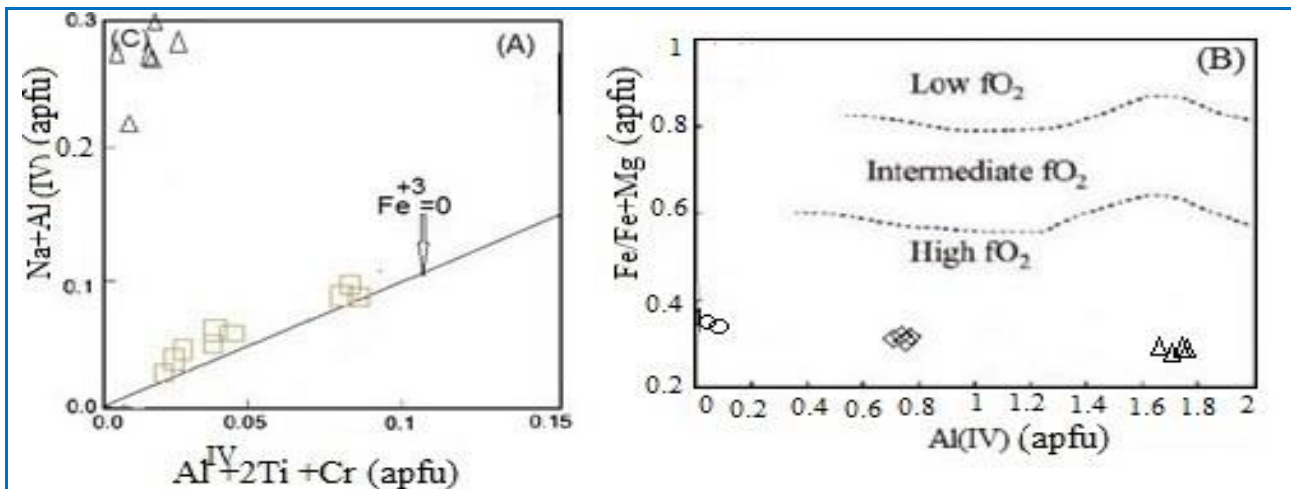 0.3
(C)
(A)
0.2
+3
Fe =0
0.1
0.0
0.0
0.05
0.1
0.15
Na+Al(IV) (apfu)
IV
Al +2Ti +Cr (apfu)
(B)
1
Low fO₂
0.8
Intermediate fO₂
0.6
High fO₂
0.4
0.2
0 0.2 0.4 0.6 0.8 1 1.2 1.4 1.6 1.8 2
Fe/Fe+Mg (apfu)
Al(IV) (apfu)